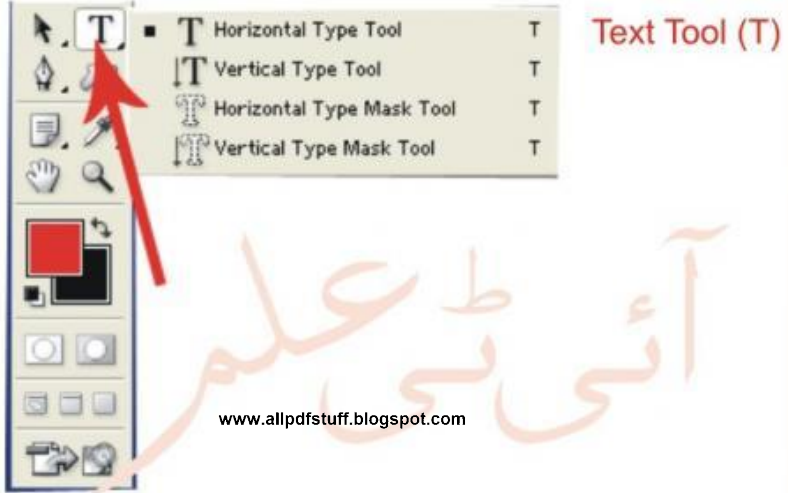 Text Tool (T)
Horizontal Type Tool T
Vertical Type Tool T
Horizontal Type Mask Tool T
Vertical Type Mask Tool T
آئی ٹی علم
www.allpdfstuff.blogspot.com